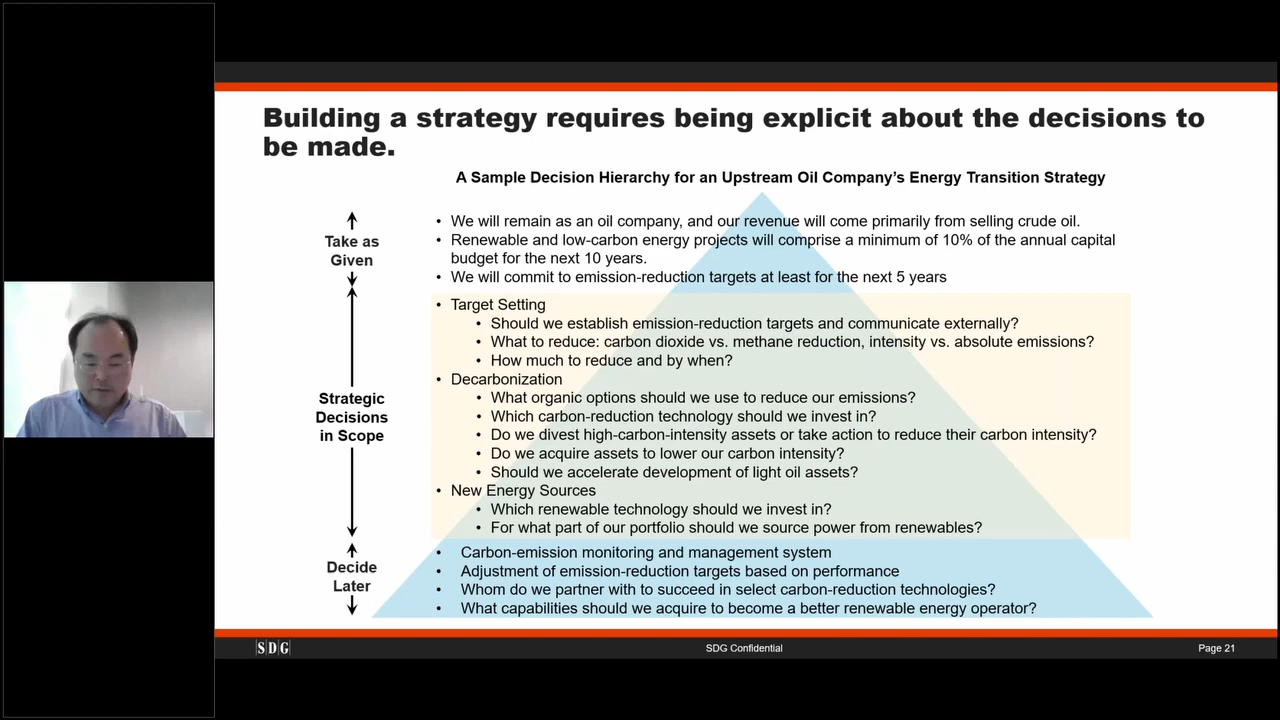 Building a strategy requires being explicit about the decisions to
be made.
A Sample Decision Hierarchy for an Upstream Oil Company's Energy Transition Strategy
Take as
Given
• We will remain as an oil company, and our revenue will come primarily from selling crude oil.
• Renewable and low-carbon energy projects will comprise a minimum of 10% of the annual capital
budget for the next 10 years.
• We will commit to emission-reduction targets at least for the next 5 years
Strategic
Decisions
in Scope
• Target Setting
• Should we establish emission-reduction targets and communicate externally?
• What to reduce: carbon dioxide vs. methane reduction, intensity vs. absolute emissions?
• How much to reduce and by when?
• Decarbonization
• What organic options should we use to reduce our emissions?
• Which carbon-reduction technology should we invest in?
• Do we divest high-carbon-intensity assets or take action to reduce their carbon intensity?
• Do we acquire assets to lower our carbon intensity?
• Should we accelerate development of light oil assets?
• New Energy Sources
• Which renewable technology should we invest in?
• For what part of our portfolio should we source power from renewables?
Decide
Later
• Carbon-emission monitoring and management system
• Adjustment of emission-reduction targets based on performance
• Whom do we partner with to succeed in select carbon-reduction technologies?
• What capabilities should we acquire to become a better renewable energy operator?
SDG
SDG Confidential
Page 21